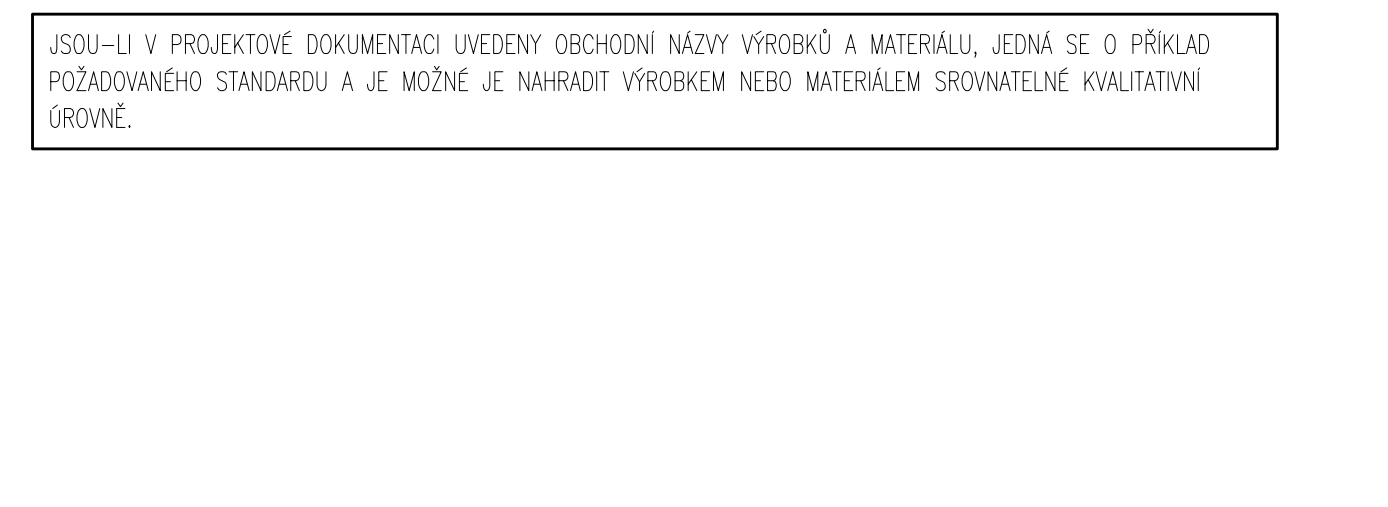 JSOU-LI V PROJEKTOVÉ DOKUMENTACI UVEDENY OBCHODNÍ NÁZVY VÝROBKŮ A MATERIÁLU, JEDNÁ SE O PŘÍKLAD
POŽADOVANÉHO STANDARDU A JE MOŽNÉ JE NAHRADIT VÝROBKEM NEBO MATERIÁLEM SROVNATELNÉ KVALITATIVNÍ
ÚROVNĚ.